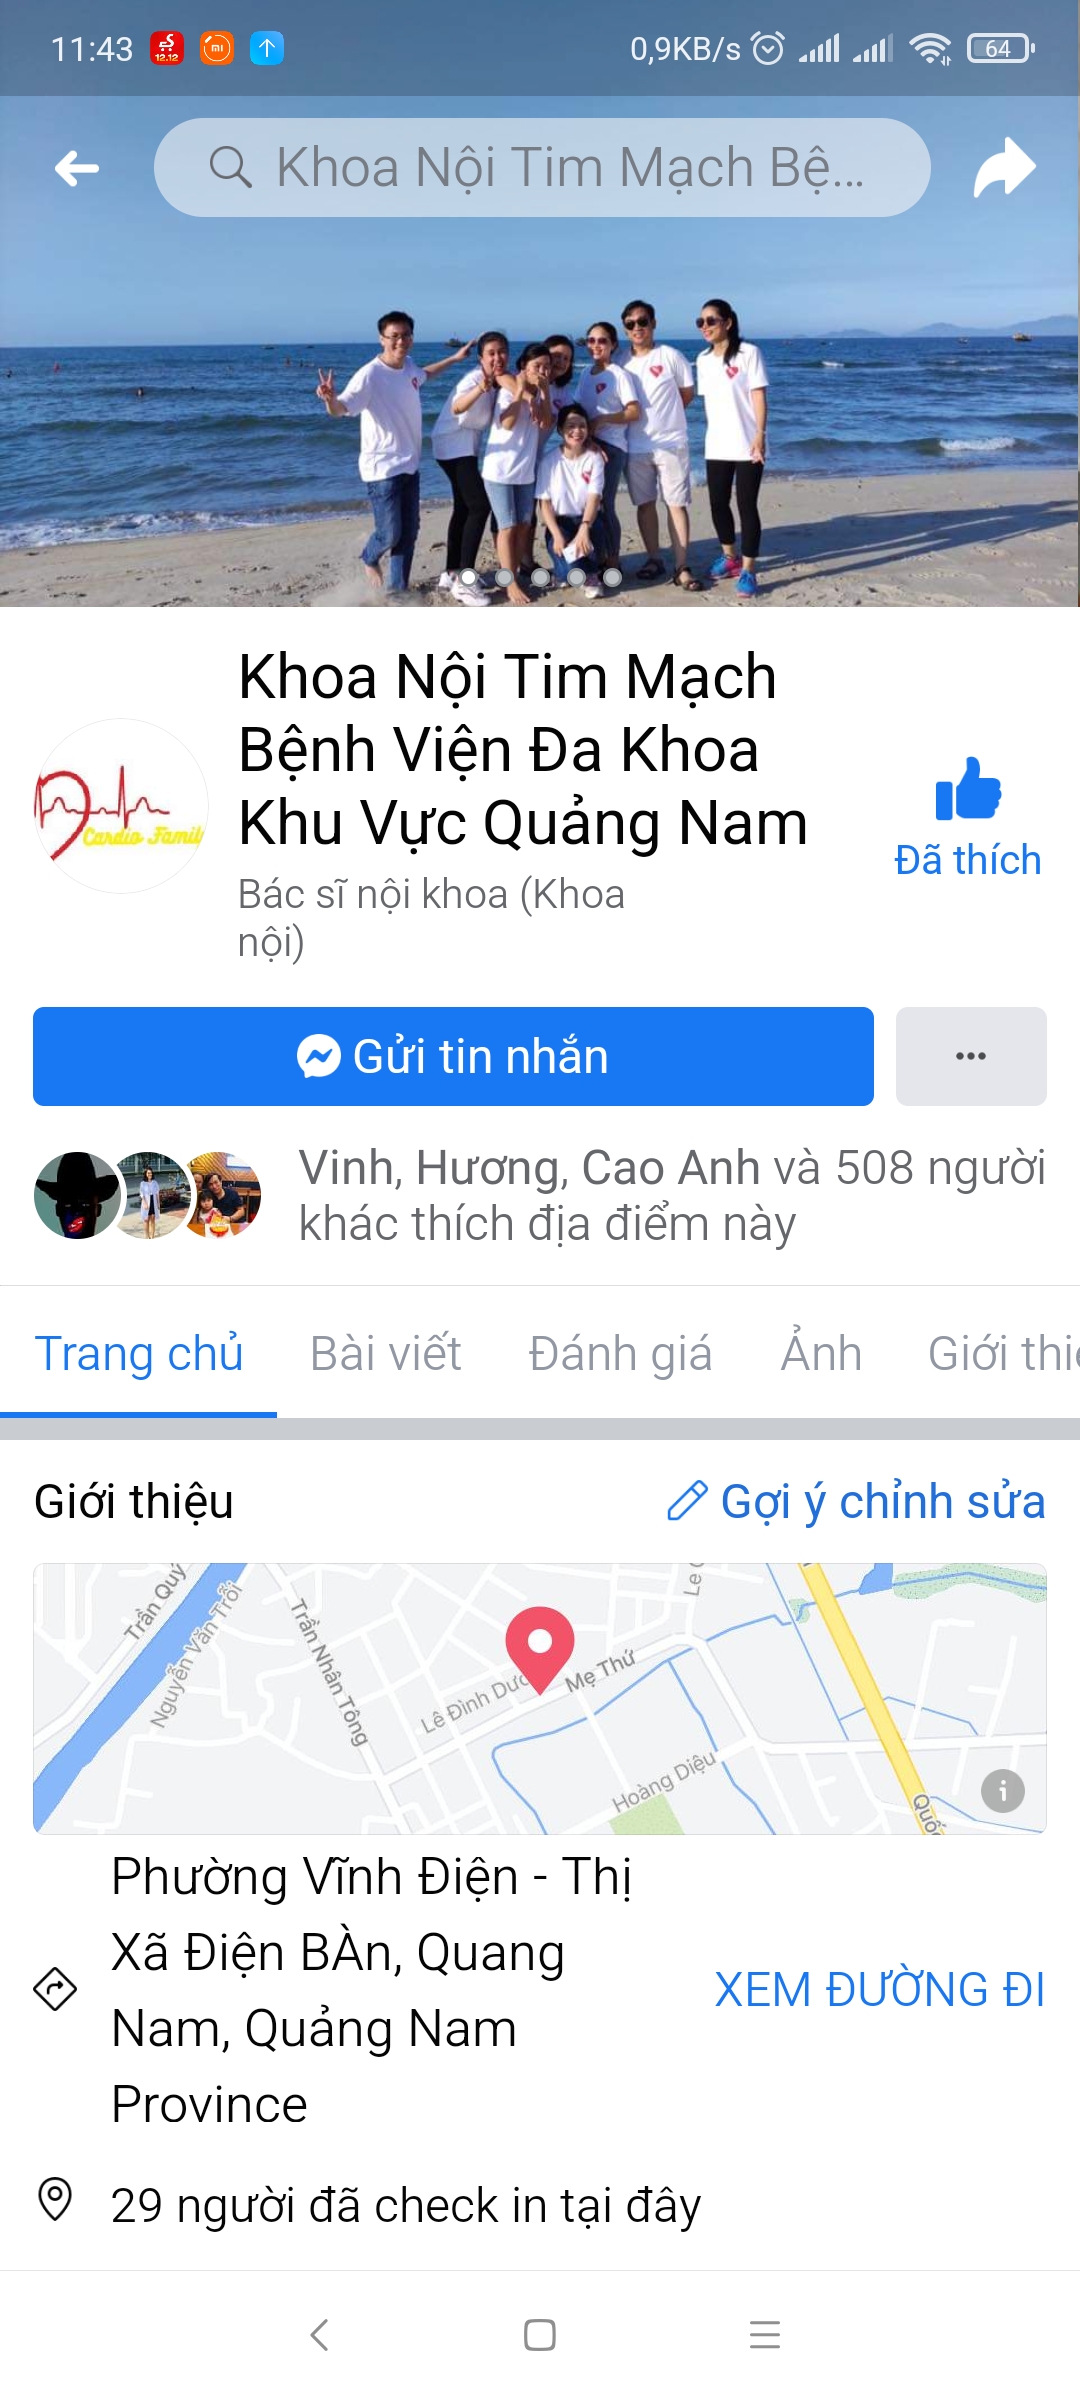 11:43
12.12
0,9KB/s
64
Khoa Nội Tim Mạch Bệ...
Khoa Nội Tim Mạch
Bệnh Viện Đa Khoa
Khu Vực Quảng Nam
Bác sĩ nội khoa (Khoa
nội)
Cardio Famil
Đã thích
Gửi tin nhắn
Vinh, Hương, Cao Anh và 508 người
khác thích địa điểm này
Trang chủ
Bài viết
Đánh giá
Ảnh
Giới thiệ
Giới thiệu
Gợi ý chỉnh sửa
Trần Quý
Nguyễn Văn Trỗi
Trần Nhân Tông
Lê Đình Dươ
Mẹ Thứ
Hoàng Diệu
Quố
Phường Vĩnh Điện - Thị
Xã Điện BÀn, Quang
Nam, Quảng Nam
Province
XEM ĐƯỜNG ĐI
29 người đã check in tại đây